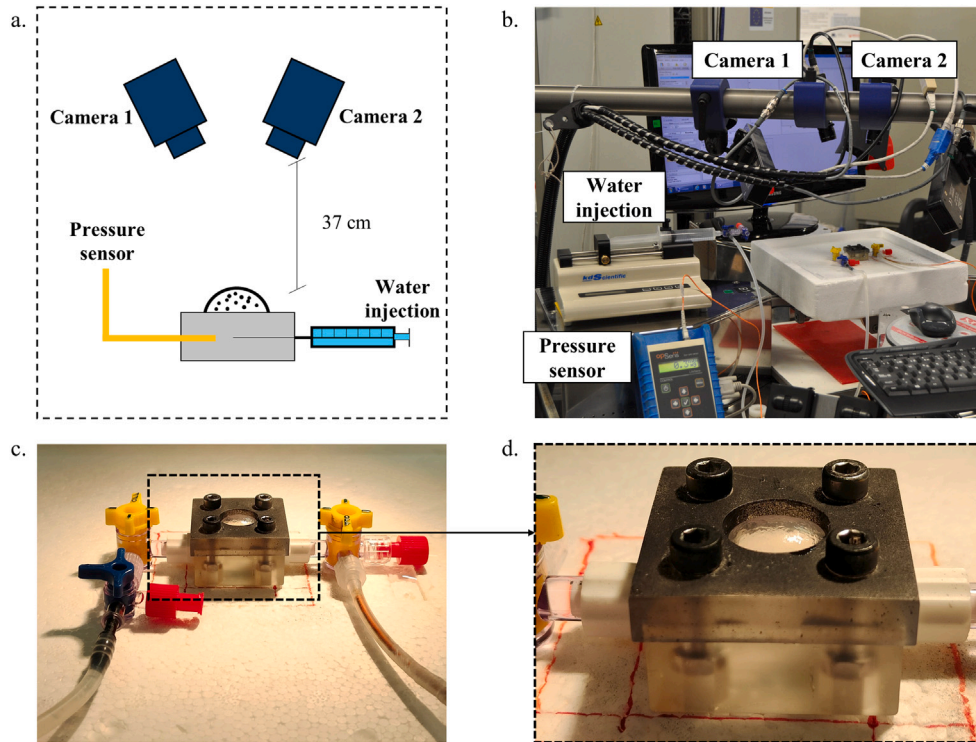 a.
Camera 1
Camera 2
37 cm
Pressure
sensor
Water
injection
b.
Camera 1
Camera 2
Water
injection
kdScientific
Pressure
sensor
c.
d.